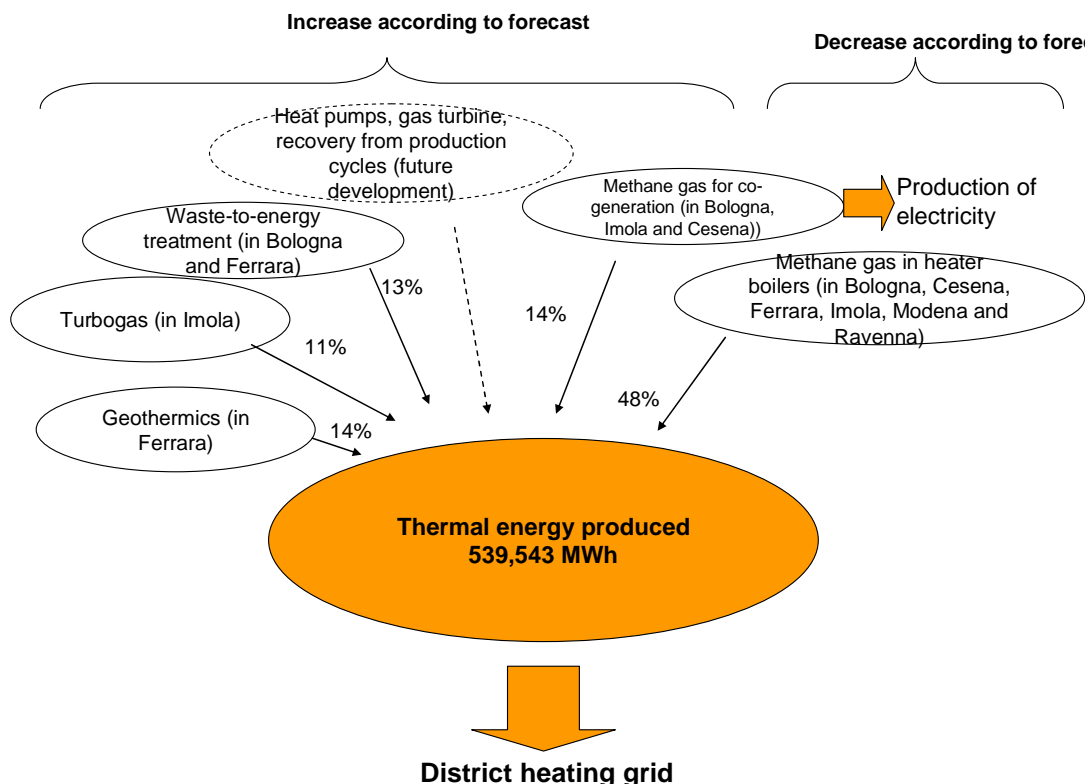 Increase according to forecast
Decrease according to fore
Heat pumps, gas turbine,
recovery from production
cycles (future
development)
Methane gas for co-
generation (in Bologna,
Imola and Cesena))
Production of
electricity
Waste-to-energy
treatment (in Bologna
and Ferrara)
Methane gas in heater
boilers (in Bologna, Cesena,
Ferrara, Imola, Modena and
Ravenna)
13%
Turbogas (in Imola)
14%
11%
48%
Geothermics (in
Ferrara)
14%
Thermal energy produced
539,543 MWh
District heating grid